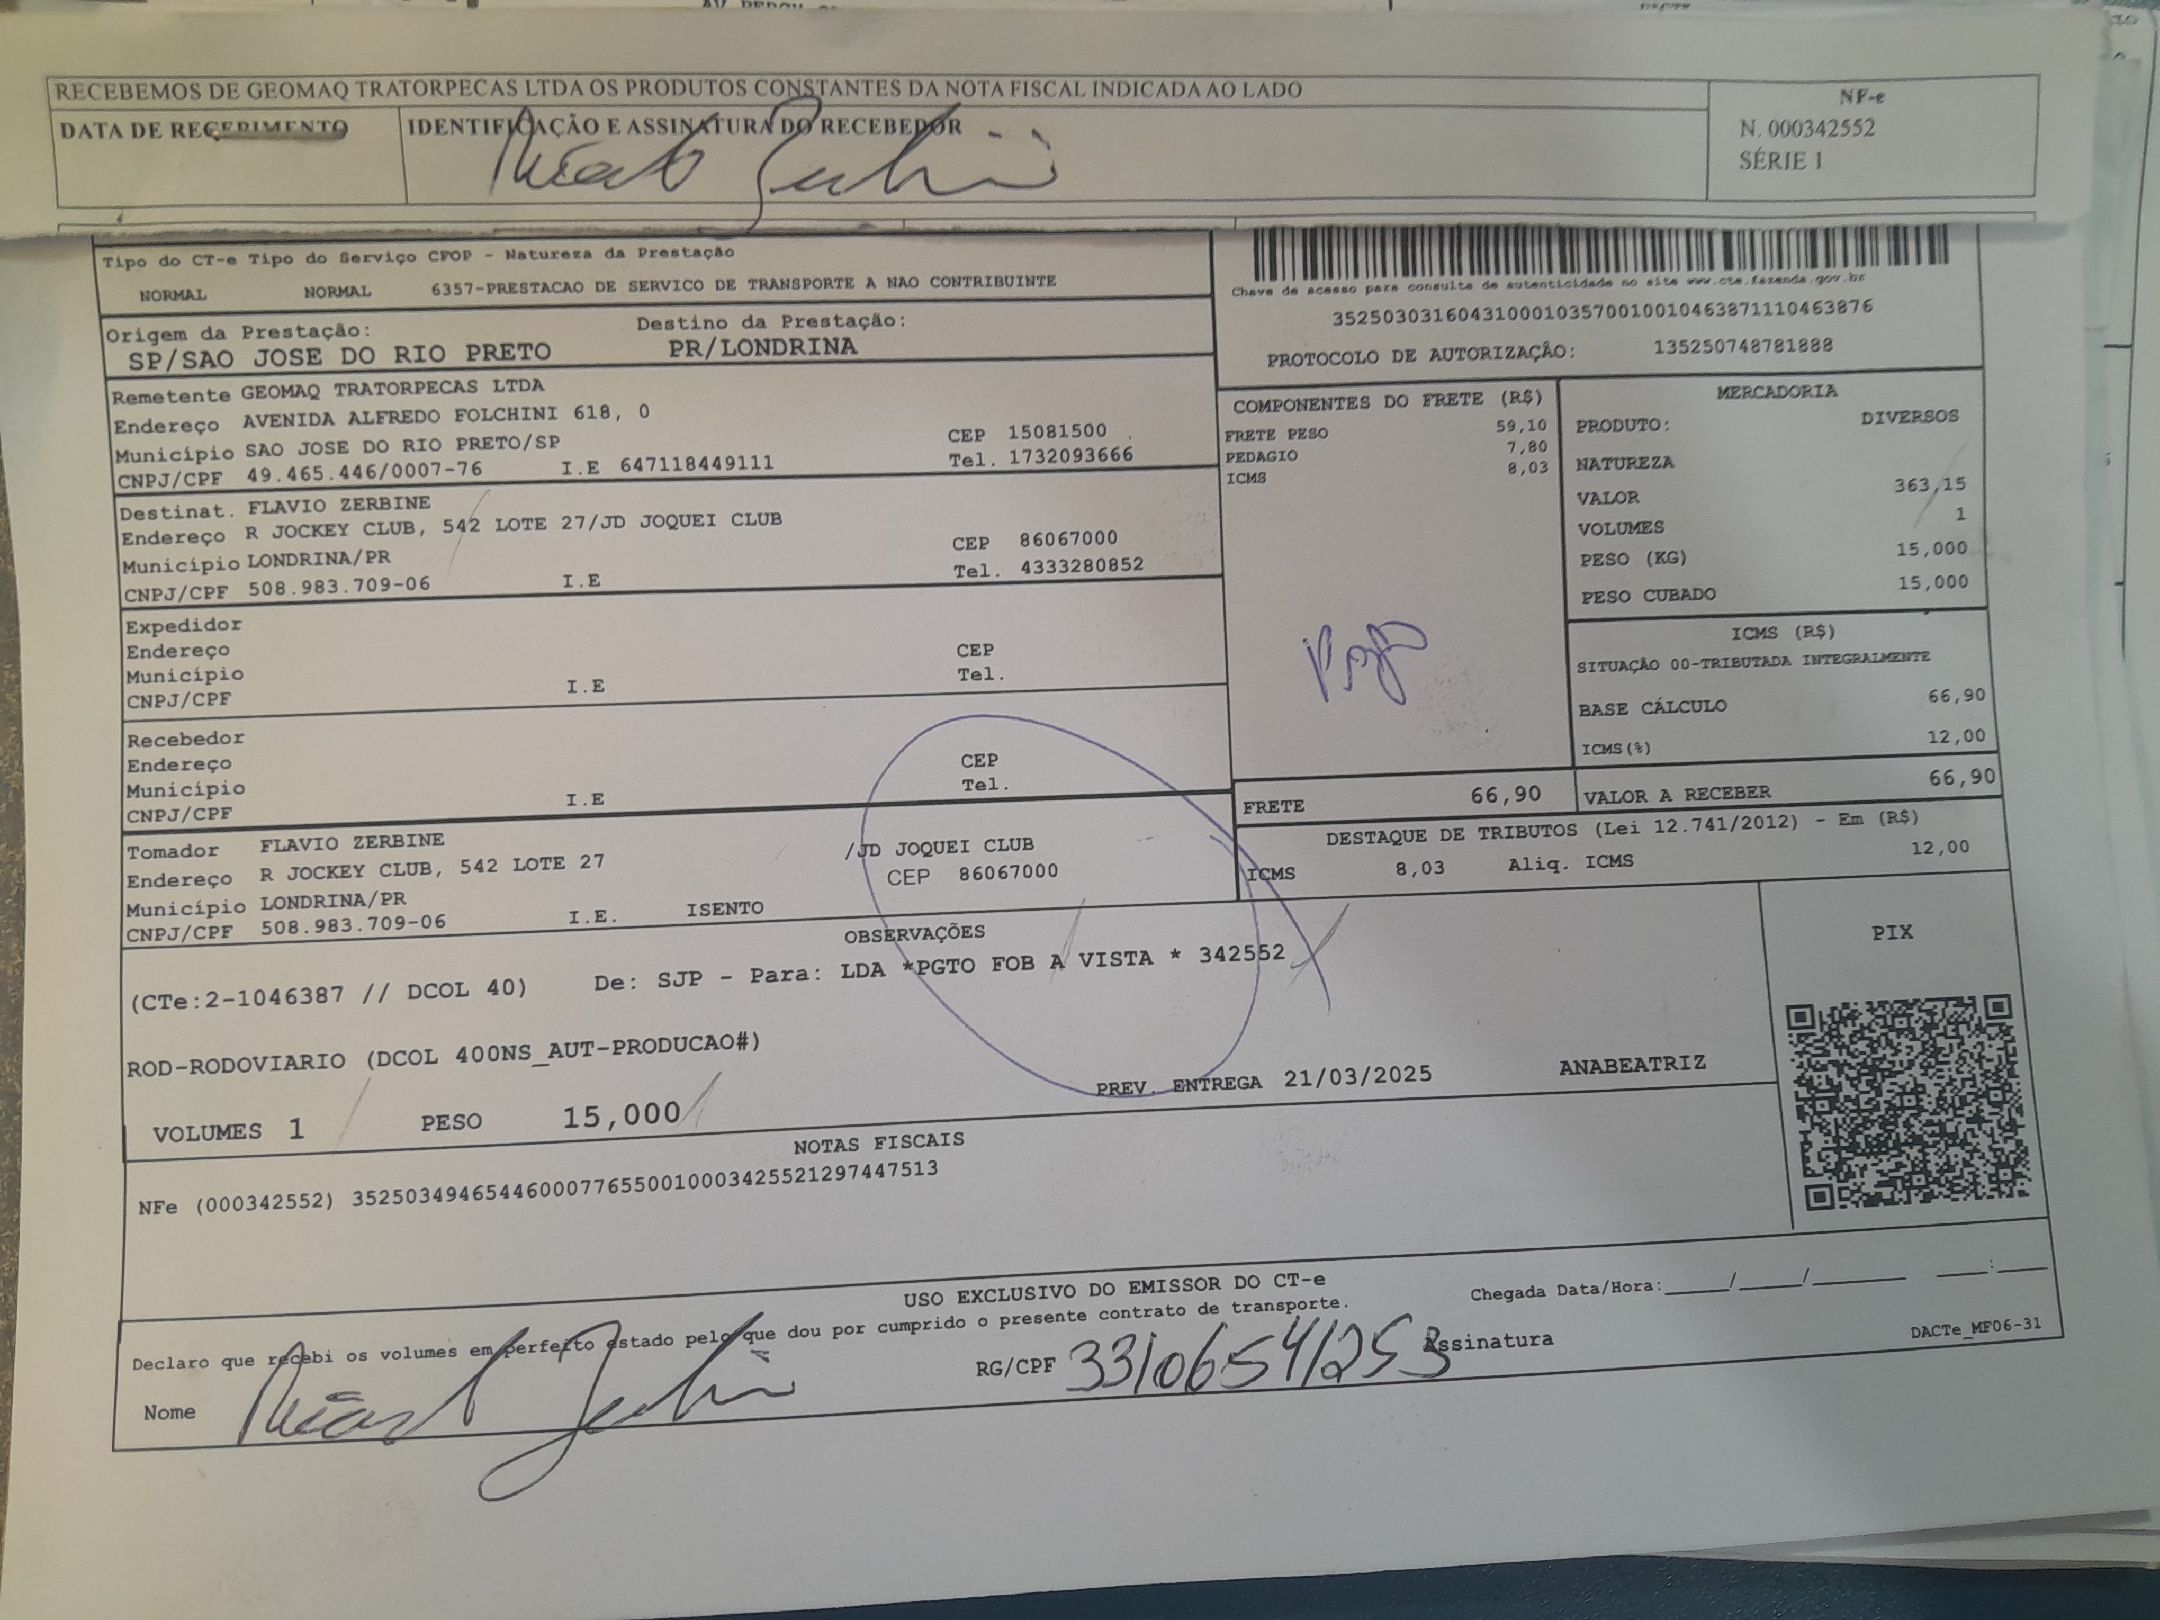 RECEBEMOS DE GEOMAQ TRATORPECAS LTDA OS PRODUTOS CONSTANTES DA NOTA FISCAL INDICADA AO LADO
DATA DE RECEBIMENTO
IDENTIFICAÇÃO E ASSINATURA DO RECEBEDOR
NF-e
N. 000342552
SÉRIE 1
Tipo do CT-e Tipo do Serviço CFOP - Natureza da Prestação
NORMAL NORMAL 6357-PRESTACAO DE SERVICO DE TRANSPORTE A NAO CONTRIBUINTE
Origem da Prestação: Destino da Prestação:
SP/SAO JOSE DO RIO PRETO PR/LONDRINA
Chave de acesso para consulta de autenticidade no site www.cte.fazenda.gov.br
35250303160431000103570010010463871110463876
PROTOCOLO DE AUTORIZAÇÃO: 135250748781888
Remetente GEOMAQ TRATORPECAS LTDA
Endereço AVENIDA ALFREDO FOLCHINI 618, 0
Município SAO JOSE DO RIO PRETO/SP CEP 15081500
CNPJ/CPF 49.465.446/0007-76 I.E 647118449111 Tel. 1732093666
Destinat. FLAVIO ZERBINE
Endereço R JOCKEY CLUB, 542 LOTE 27/JD JOQUEI CLUB
Município LONDRINA/PR CEP 86067000
CNPJ/CPF 508.983.709-06 I.E Tel. 4333280852
Expedidor
Endereço CEP
Município Tel.
CNPJ/CPF I.E
Recebedor
Endereço CEP
Município Tel.
CNPJ/CPF I.E
Tomador FLAVIO ZERBINE
Endereço R JOCKEY CLUB, 542 LOTE 27 /JD JOQUEI CLUB
Município LONDRINA/PR CEP 86067000
CNPJ/CPF 508.983.709-06 I.E. ISENTO
COMPONENTES DO FRETE (R$)
FRETE PESO 59,10
PEDAGIO 7,80
ICMS 8,03
MERCADORIA
PRODUTO: DIVERSOS
NATUREZA
VALOR 363,15
VOLUMES 1
PESO (KG) 15,000
PESO CUBADO 15,000
ICMS (R$)
SITUAÇÃO 00-TRIBUTADA INTEGRALMENTE
BASE CÁLCULO 66,90
ICMS(%) 12,00
FRETE 66,90 VALOR A RECEBER 66,90
DESTAQUE DE TRIBUTOS (Lei 12.741/2012) - Em (R$)
ICMS 8,03 Aliq. ICMS 12,00
OBSERVAÇÕES
(CTe:2-1046387 // DCOL 40) De: SJP - Para: LDA *PGTO FOB A VISTA * 342552
ROD-RODOVIARIO (DCOL 400NS_AUT-PRODUCAO#)
PREV. ENTREGA 21/03/2025 ANABEATRIZ
VOLUMES 1 PESO 15,000
PIX
NOTAS FISCAIS
NFe (000342552) 35250349465446000776550010003425521297447513
USO EXCLUSIVO DO EMISSOR DO CT-e
Declaro que recebi os volumes em perfeito estado pelo que dou por cumprido o presente contrato de transporte.
Chegada Data/Hora:_____/_____/_______ ____:____
Nome RG/CPF 33106541253 Assinatura
DACTe_MF06-31